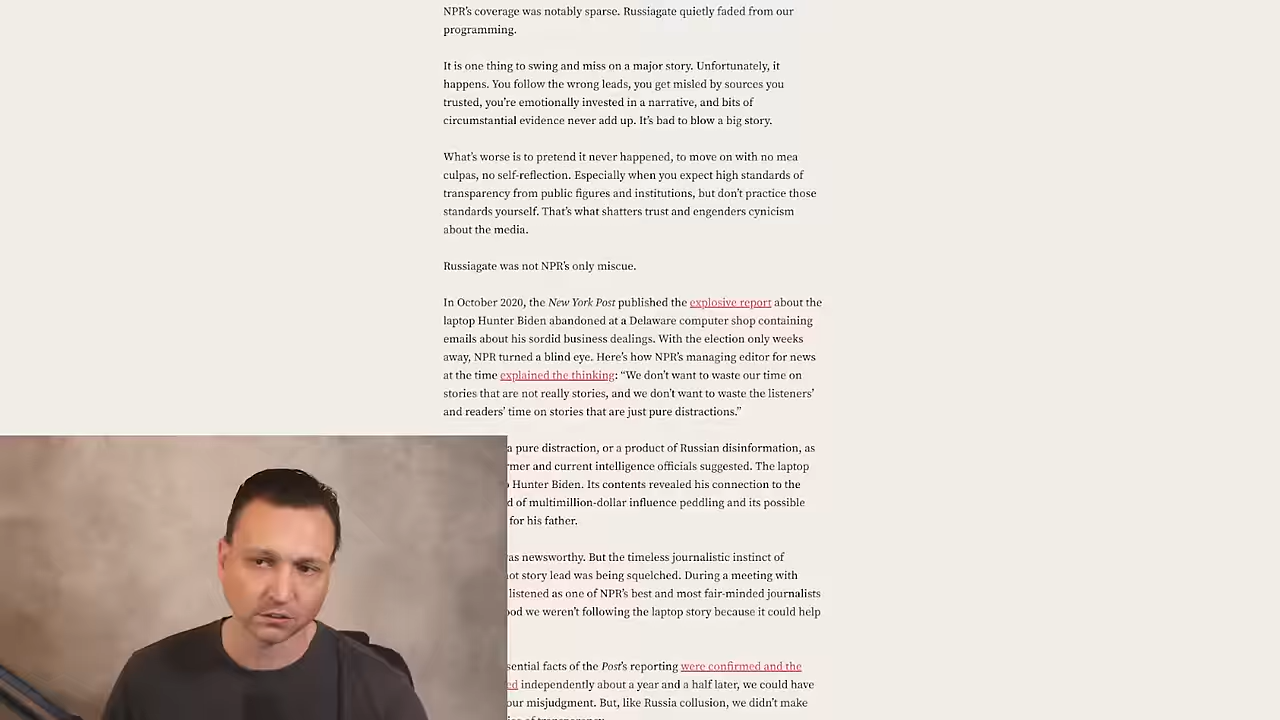 NPR's coverage was notably sparse. Russiagate quietly faded from our
programming.
It is one thing to swing and miss on a major story. Unfortunately, it
happens. You follow the wrong leads, you get misled by sources you
trusted, you're emotionally invested in a narrative, and bits of
circumstantial evidence never add up. It's bad to blow a big story.
What's worse is to pretend it never happened, to move on with no mea
culpas, no self-reflection. Especially when you expect high standards of
transparency from public figures and institutions, but don't practice those
standards yourself. That's what shatters trust and engenders cynicism
about the media.
Russiagate was not NPR's only miscue.
In October 2020, the New York Post published the explosive report about the
laptop Hunter Biden abandoned at a Delaware computer shop containing
emails about his sordid business dealings. With the election only weeks
away, NPR turned a blind eye. Here's how NPR's managing editor for news
at the time explained the thinking: “We don't want to waste our time on
stories that are not really stories, and we don't want to waste the listeners'
and readers' time on stories that are just pure distractions.”
a pure distraction, or a product of Russian disinformation, as
and current intelligence officials suggested. The laptop
Hunter Biden. Its contents revealed his connection to the
of multimillion-dollar influence peddling and its possible
for his father.
newsworthy. But the timeless journalistic instinct of
story lead was being squelched. During a meeting with
listened as one of NPR's best and most fair-minded journalists
we weren't following the laptop story because it could help
facts of the Post's reporting were confirmed and the
independently about a year and a half later, we could have
our misjudgment. But, like Russia collusion, we didn't make
of transparency.